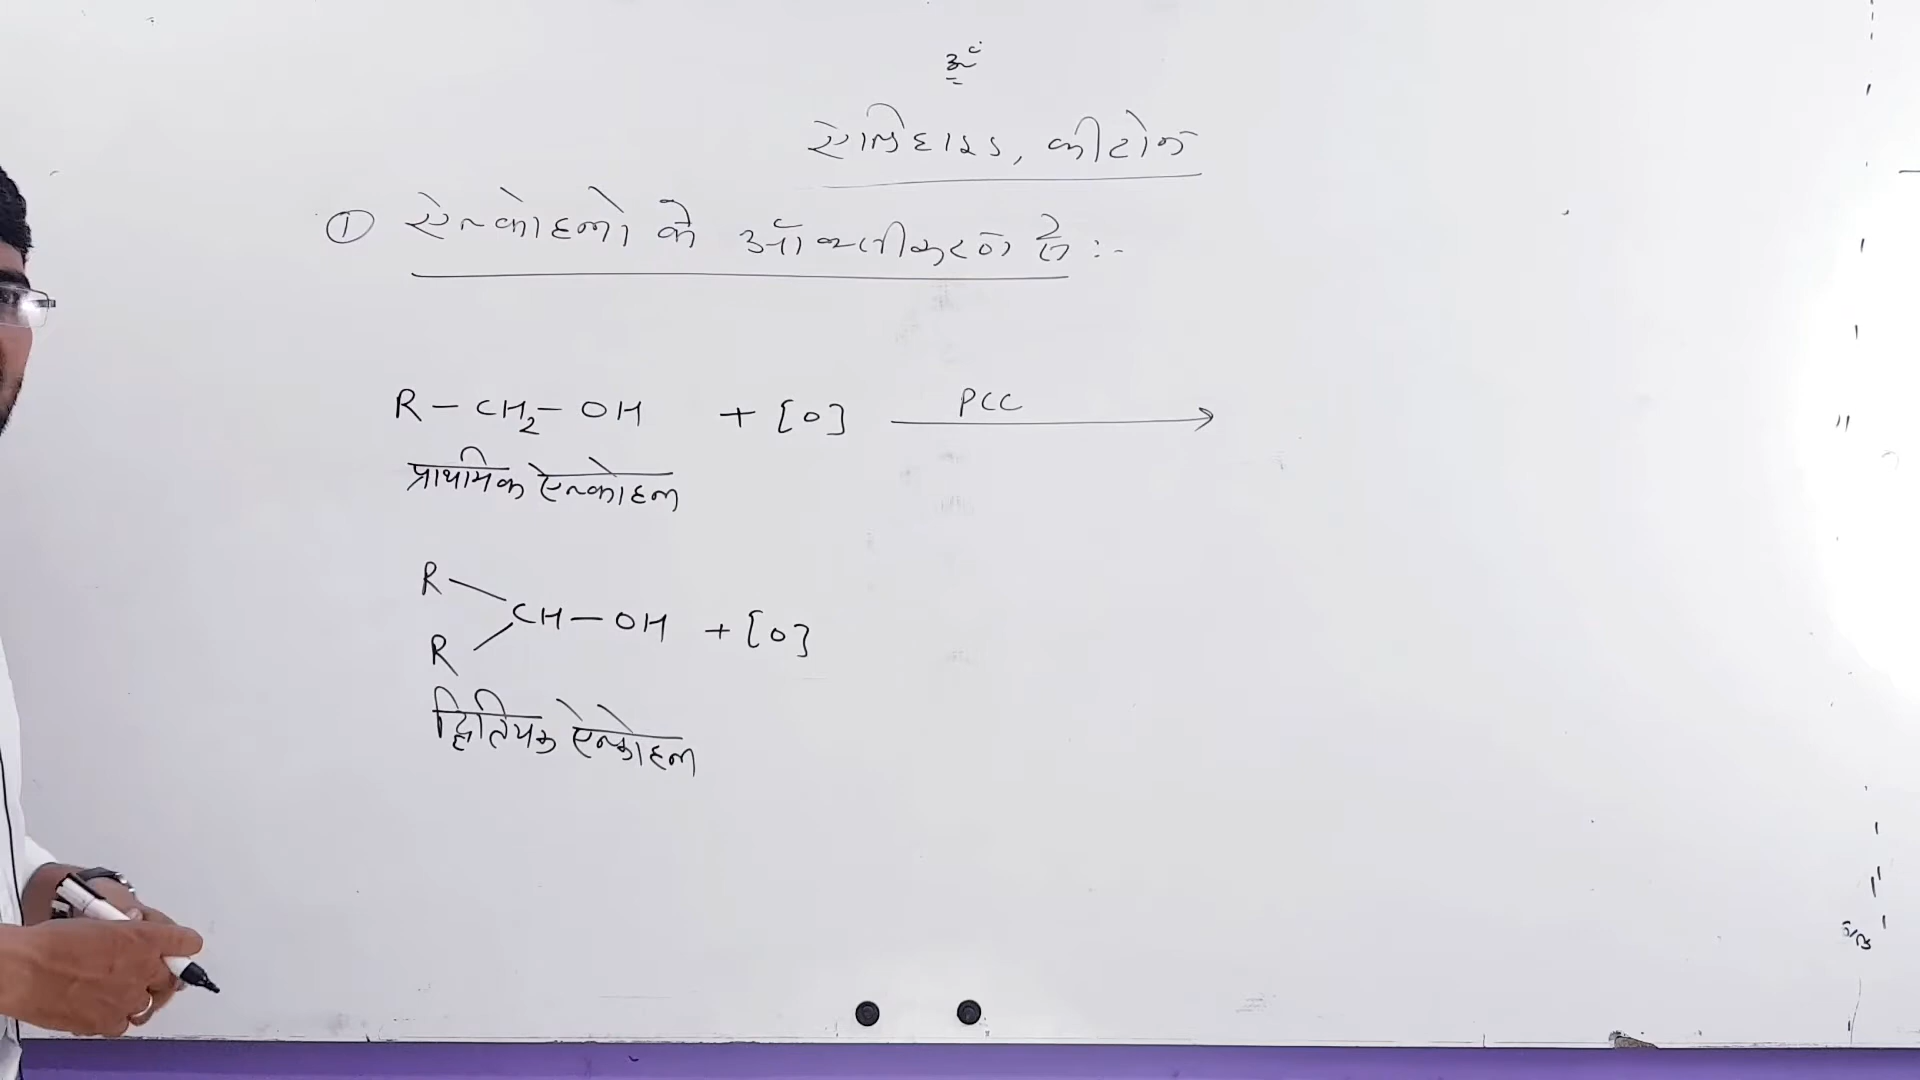 ऐल्डिहाइड, कीटोन
① ऐल्कोहलो के ऑक्सीकरण से :-
R – CH₂ – OH + [O] PCC →
प्राथमिक ऐल्कोहल
R
CH – OH + [O]
R
द्वितियक ऐल्कोहल